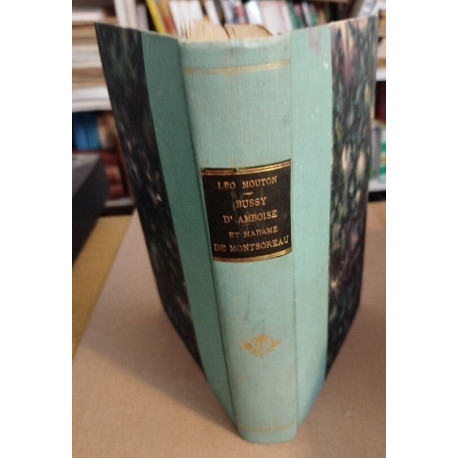 LÉO MOUTON
BUSSY
D'AMBOISE
ET MADAME
DE MONTSOREAU